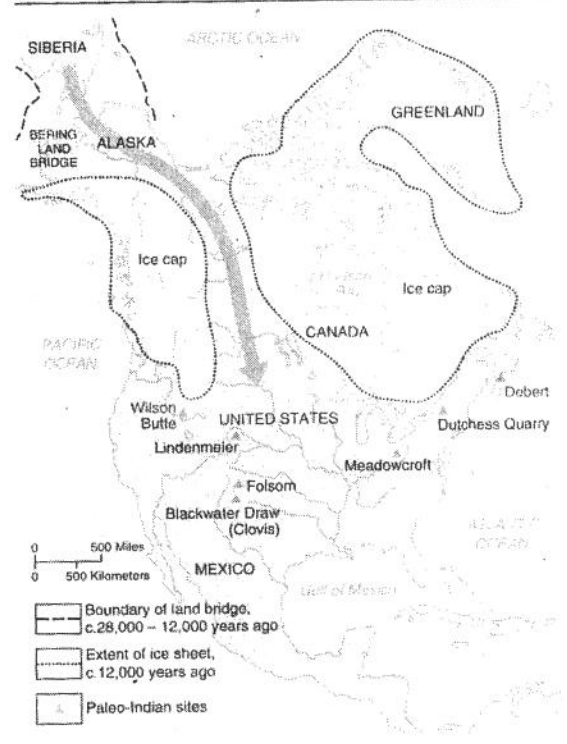 ARCTIC OCEAN
SIBERIA
GREENLAND
BERING
LAND
BRIDGE
ALASKA
Ice cap
Ice cap
CANADA
PACIFIC
OCEAN
Debert
Wilson
Butte
UNITED STATES
Dutchess Quarry
Lindenmeier
Meadowcroft
Folsom
Blackwater Draw
(Clovis)
ATLANTIC
OCEAN
0 500 Miles
0 500 Kilometers
MEXICO
Gulf of Mexico
Boundary of land bridge,
c.28,000 – 12,000 years ago
Extent of ice sheet,
c.12,000 years ago
Paleo-Indian sites